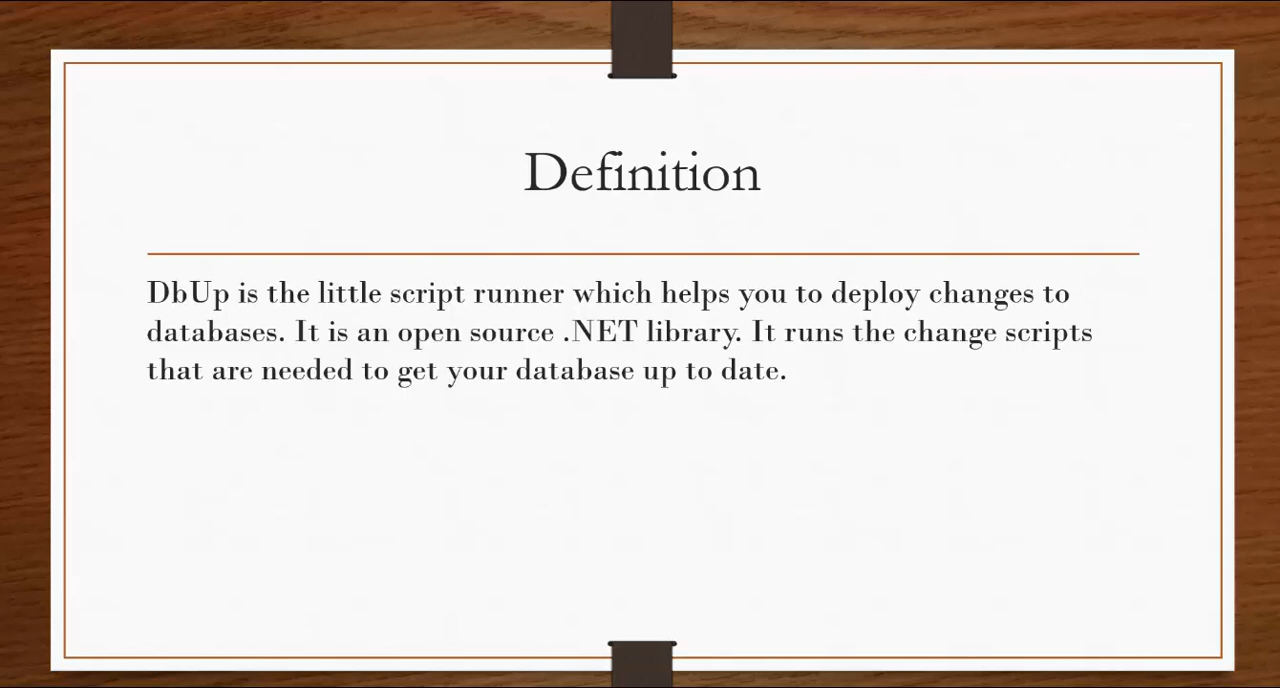 Definition
DbUp is the little script runner which helps you to deploy changes to
databases. It is an open source .NET library. It runs the change scripts
that are needed to get your database up to date.